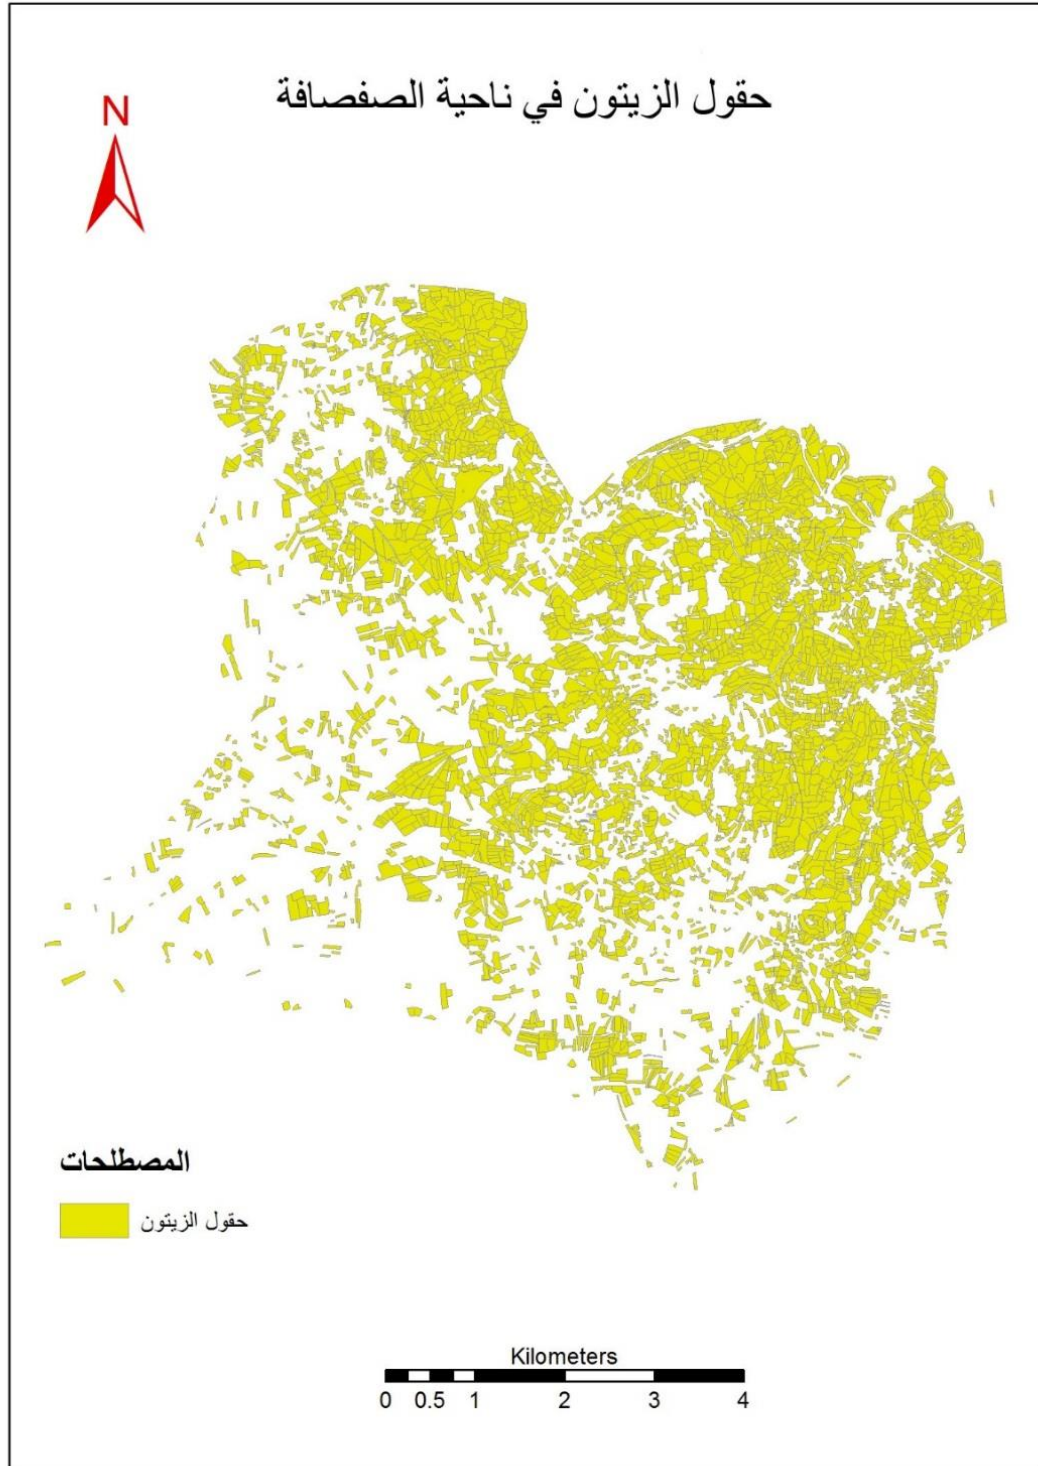 حقول الزيتون في ناحية الصفصافة
N
المصطلحات
حقول الزيتون
Kilometers
0 0.5 1 2 3 4